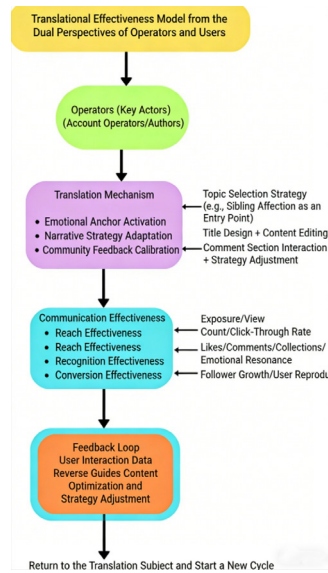 Translational Effectiveness Model from the
Dual Perspectives of Operators and Users
Operators (Key Actors)
(Account Operators/Authors)
Translation Mechanism
• Emotional Anchor Activation
• Narrative Strategy Adaptation
• Community Feedback Calibration
Topic Selection Strategy
(e.g., Sibling Affection as an
Entry Point)
Title Design + Content Editing
Comment Section Interaction
+ Strategy Adjustment
Communication Effectiveness
• Reach Effectiveness
• Reach Effectiveness
• Recognition Effectiveness
• Conversion Effectiveness
Exposure/View
Count/Click-Through Rate
Likes/Comments/Collections/
Emotional Resonance
Follower Growth/User Reprodu
Feedback Loop
User Interaction Data
Reverse Guides Content
Optimization and
Strategy Adjustment
Return to the Translation Subject and Start a New Cycle